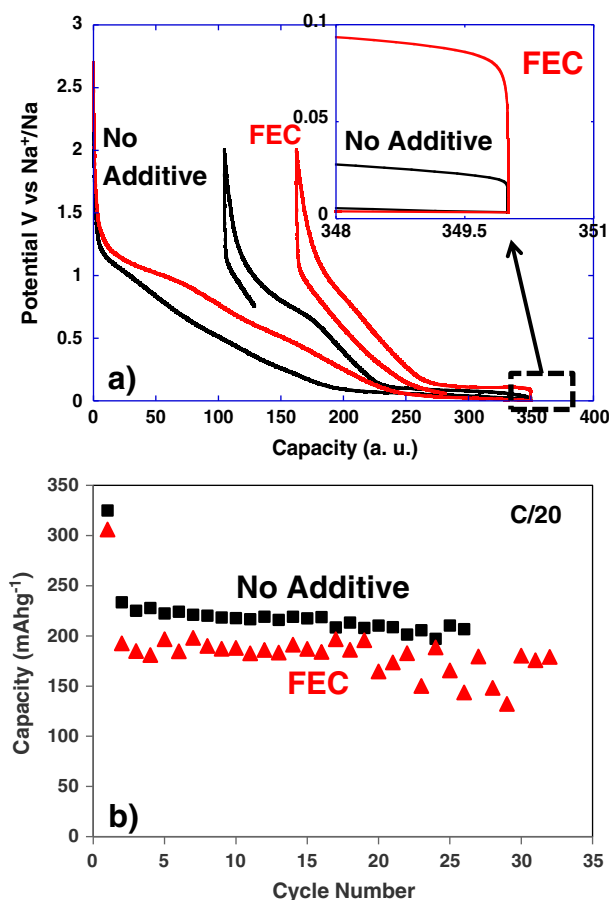 3
2.5
2
1.5
1
0.5
0
Potential V vs Na⁺/Na
No
Additive
FEC
0.1
0.05
0
FEC
No Additive
348
349.5
351
a)
0
50
100
150
200
250
300
350
400
Capacity (a. u.)
350
300
250
200
150
100
50
0
Capacity (mAhg⁻¹)
C/20
No Additive
FEC
b)
0
5
10
15
20
25
30
35
Cycle Number